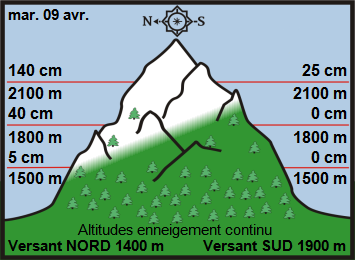 mar. 09 avr.
N S
140 cm 25 cm
2100 m 2100 m
40 cm 0 cm
1800 m 1800 m
5 cm 0 cm
1500 m 1500 m
Altitudes enneigement continu
Versant NORD 1400 m Versant SUD 1900 m